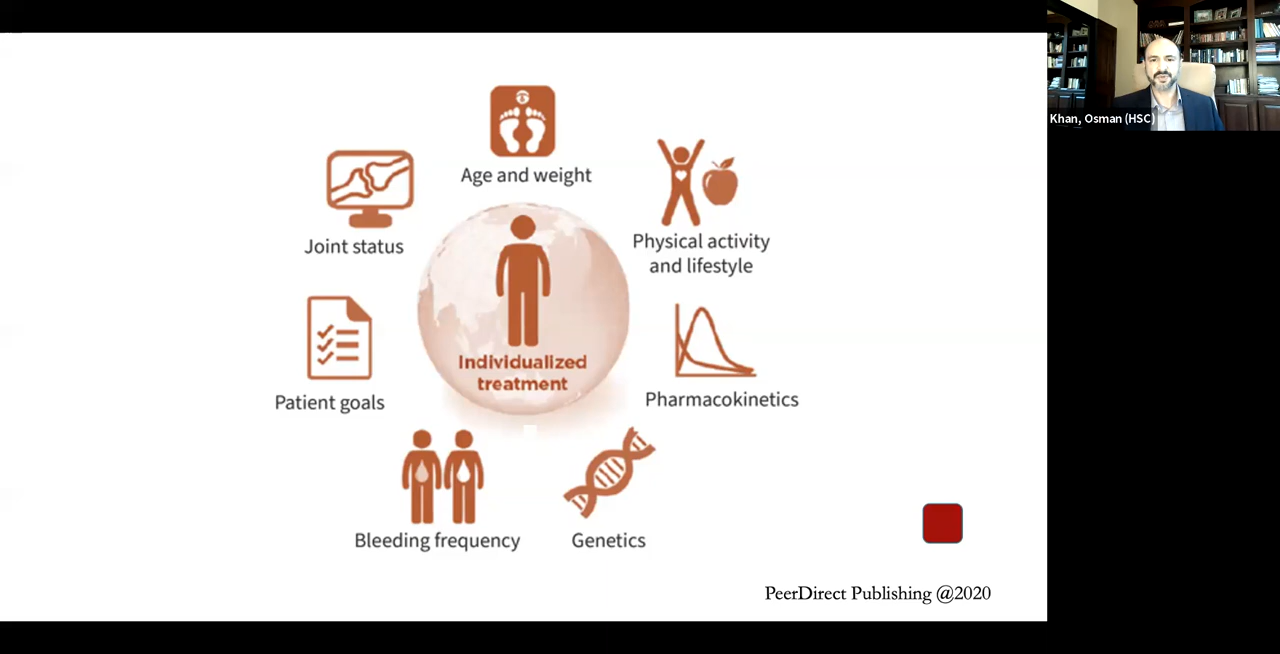 Khan, Osman (HSC)
Age and weight
Joint status
Physical activity
and lifestyle
Individualized
treatment
Patient goals
Pharmacokinetics
Bleeding frequency
Genetics
PeerDirect Publishing @2020